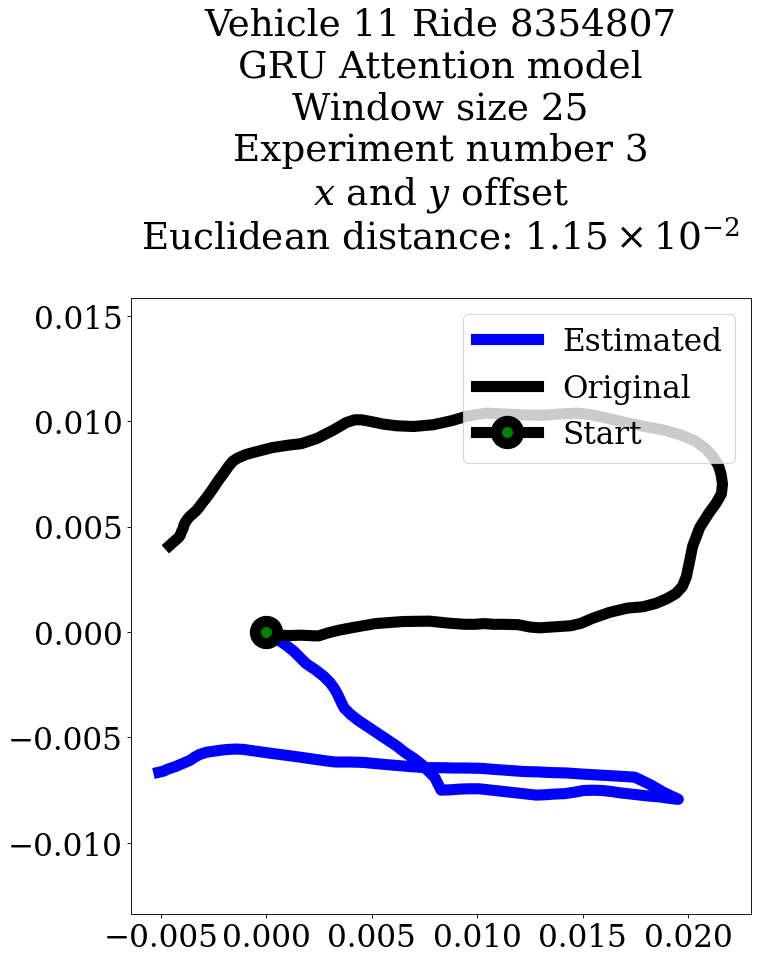 Vehicle 11 Ride 8354807
GRU Attention model
Window size 25
Experiment number 3
x and y offset
Euclidean distance: 1.15 × 10⁻²
0.015
0.010
0.005
0.000
−0.005
−0.010
Estimated
Original
Start
−0.005 0.000 0.005 0.010 0.015 0.020